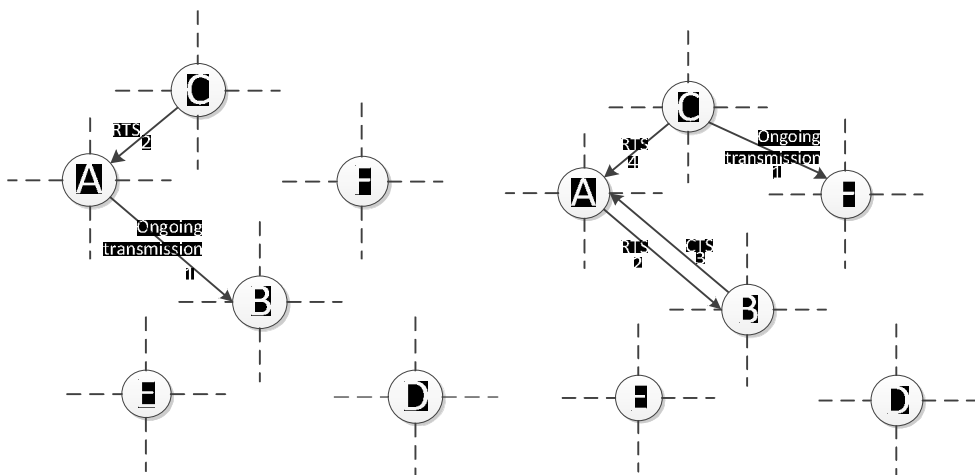 C
RTS
2
A
Ongoing
transmission
1
B
D
C
Ongoing
transmission
1
RTS
4
A
RTS
2
CTS
3
B
D